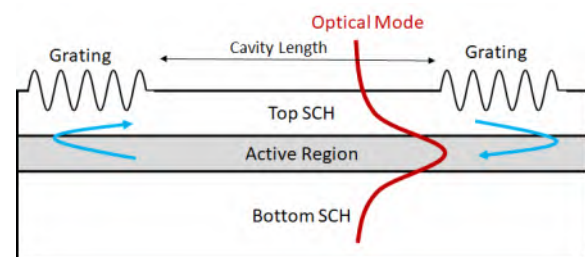 Optical Mode
Grating
Cavity Length
Grating
Top SCH
Active Region
Bottom SCH